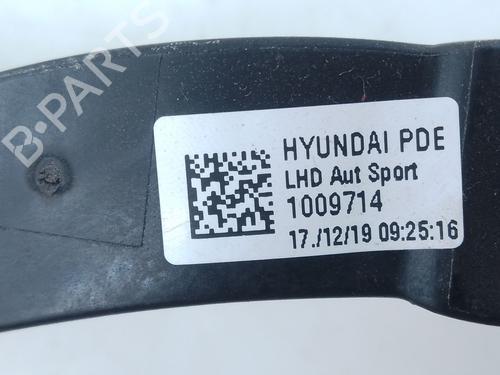 B-PARTS
HYUNDAI PDE
LHD Aut Sport
1009714
17./12/19 09:25:16